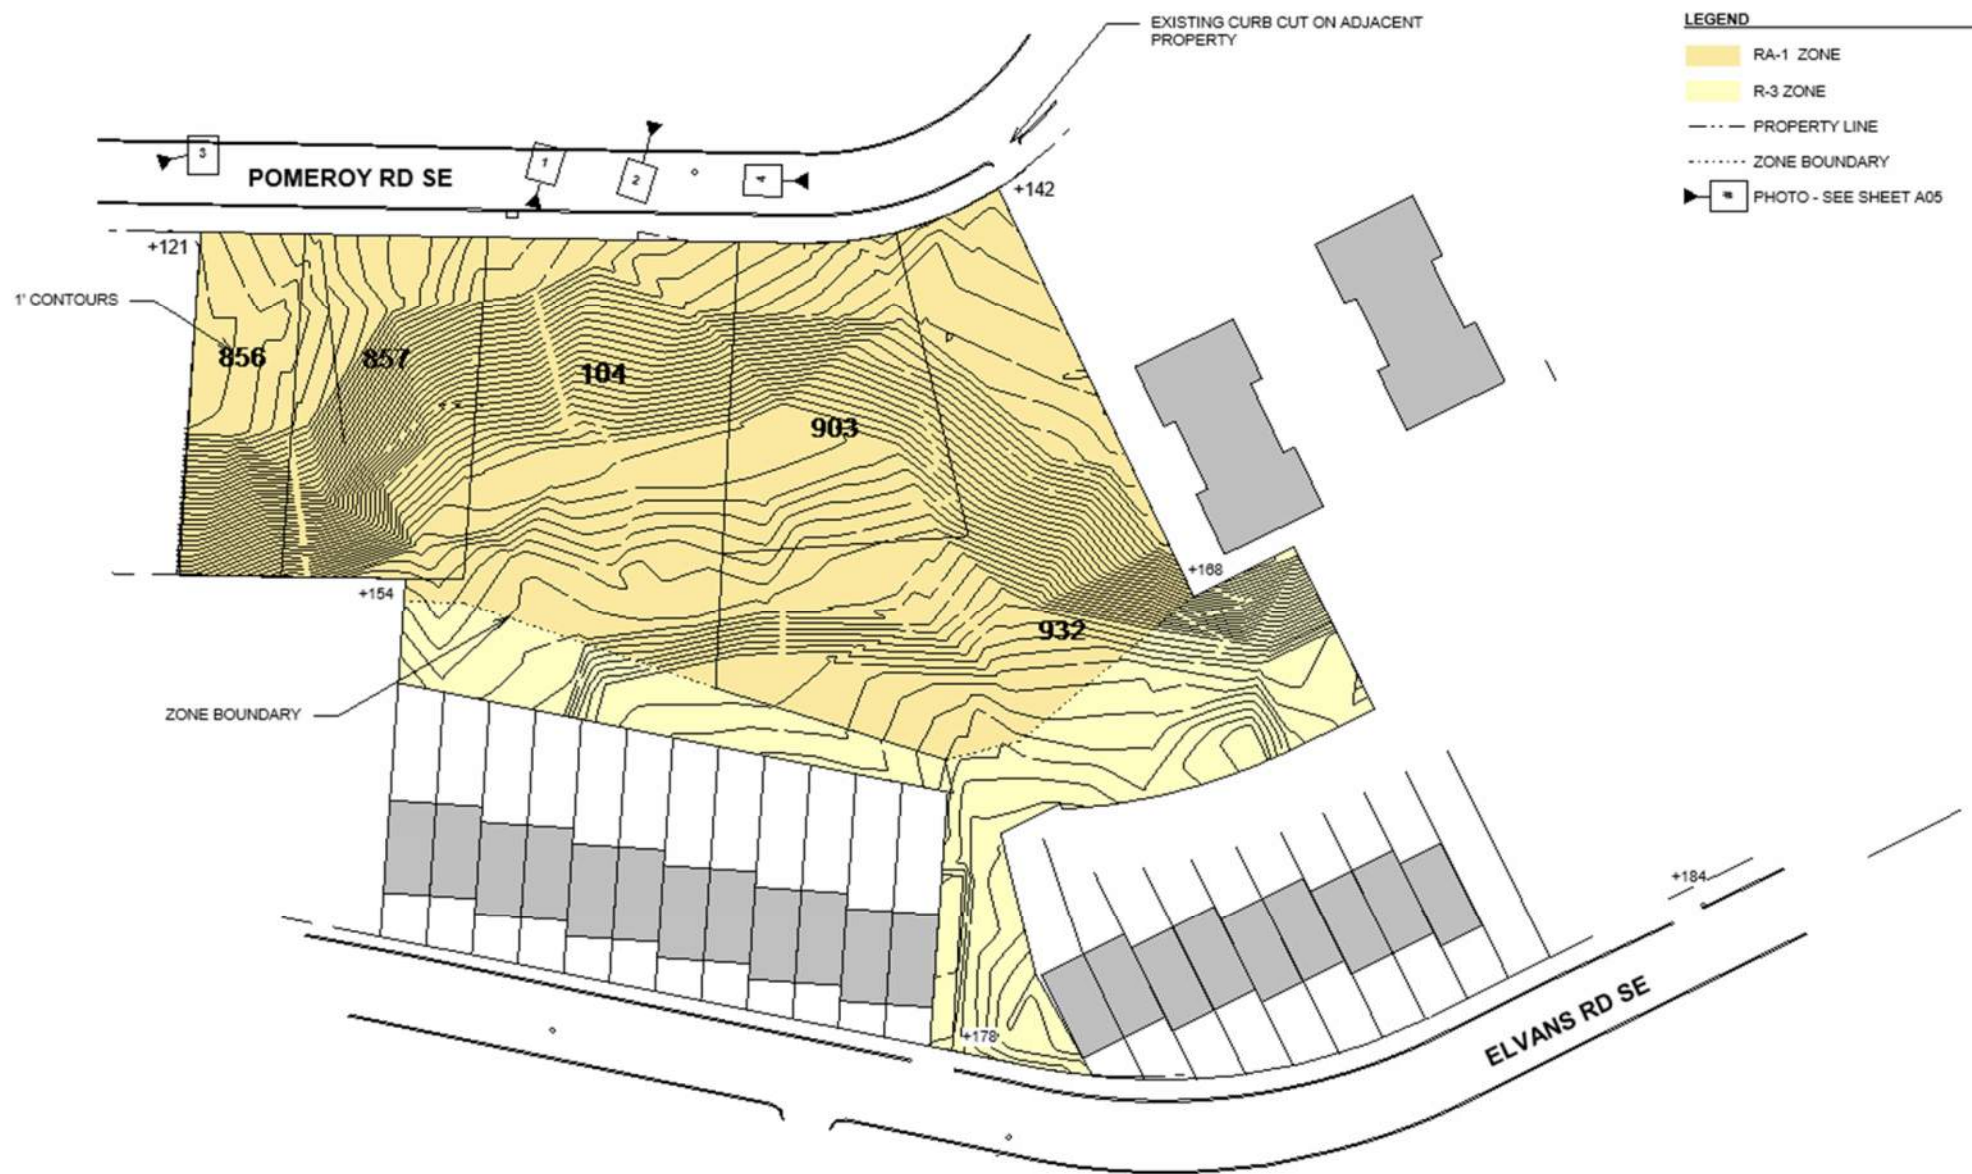 EXISTING CURB CUT ON ADJACENT
PROPERTY
LEGEND
RA-1 ZONE
R-3 ZONE
PROPERTY LINE
ZONE BOUNDARY
PHOTO - SEE SHEET A05
3
1
2
4
POMEROY RD SE
+142
+121
1' CONTOURS
856
857
104
903
+168
+154
932
ZONE BOUNDARY
+184
+178
ELVANS RD SE